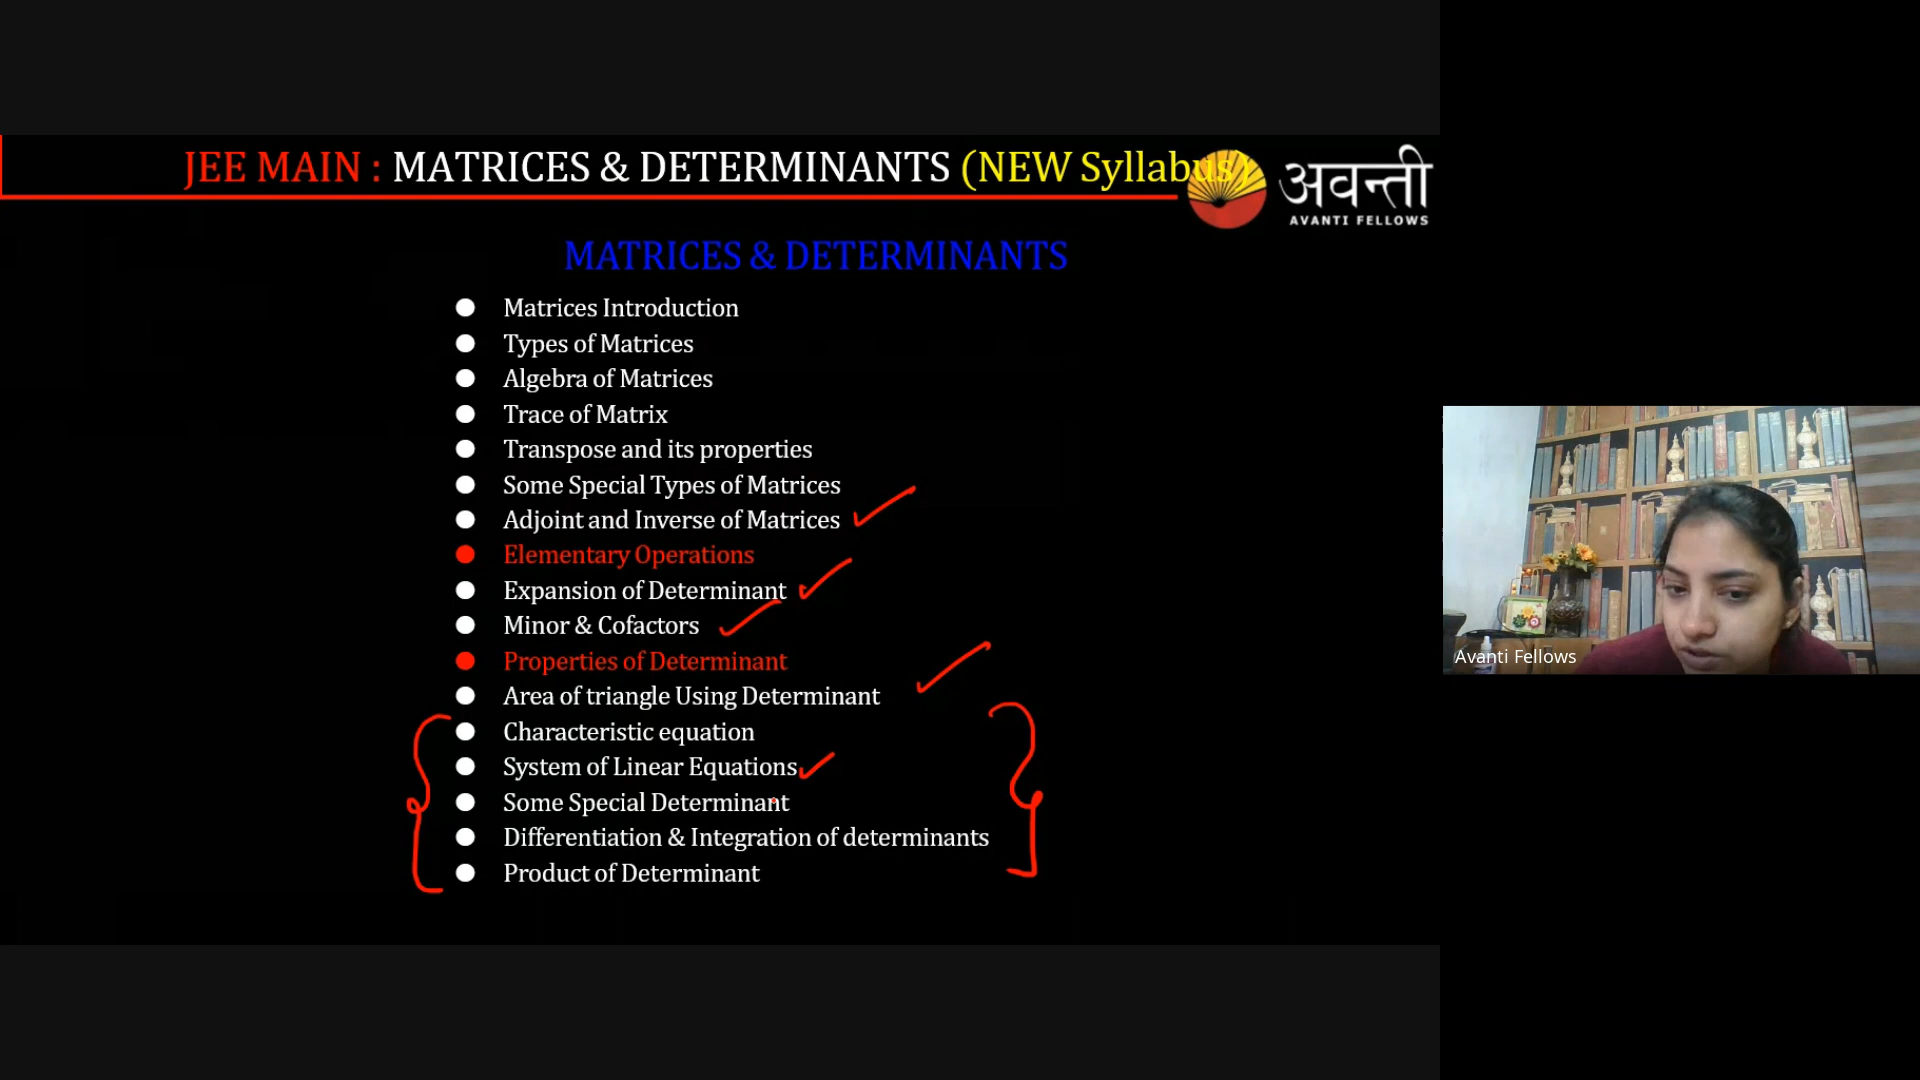 JEE MAIN : MATRICES & DETERMINANTS (NEW Syllabus)
अवन्ती
AVANTI FELLOWS
MATRICES & DETERMINANTS
Matrices Introduction
Types of Matrices
Algebra of Matrices
Trace of Matrix
Transpose and its properties
Some Special Types of Matrices
Adjoint and Inverse of Matrices
Elementary Operations
Expansion of Determinant
Minor & Cofactors
Properties of Determinant
Area of triangle Using Determinant
Characteristic equation
System of Linear Equations
Some Special Determinant
Differentiation & Integration of determinants
Product of Determinant
Avanti Fellows